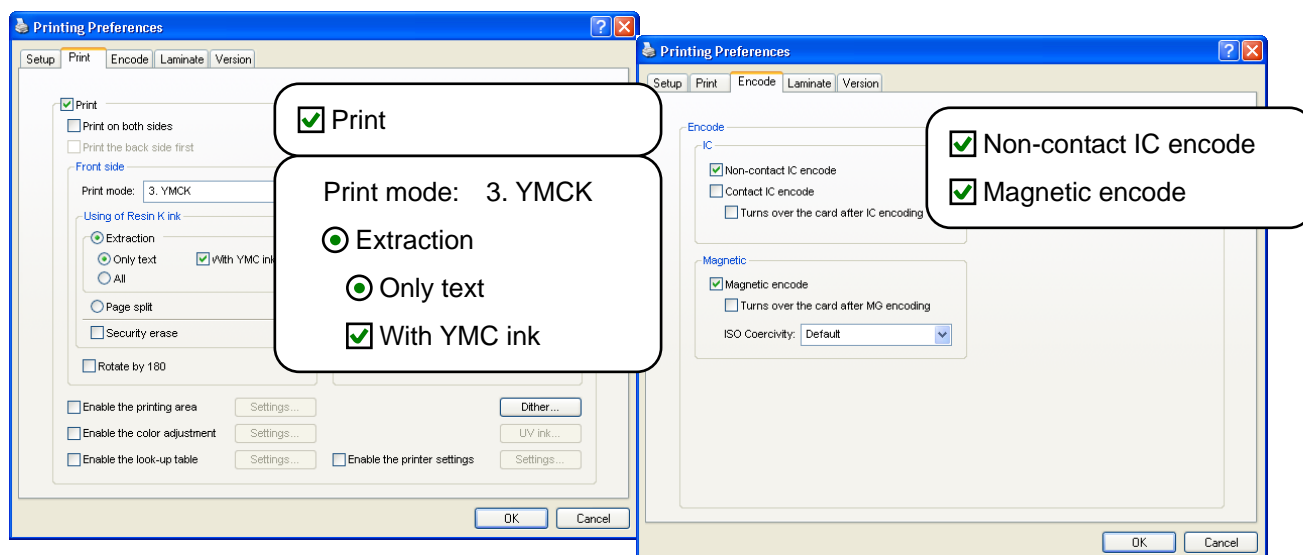 Printing Preferences
Setup Print Encode Laminate Version
Print
Print on both sides
Print the back side first
Front side
Print mode: 3. YMCK
Using of Resin K ink
Extraction
Only text With YMC ink
All
Page split
Security erase
Rotate by 180
Enable the printing area Settings... Dither...
Enable the color adjustment Settings... UV ink...
Enable the look-up table Settings... Enable the printer settings Settings...
OK Cancel
Print
Print mode: 3. YMCK
Extraction
Only text
With YMC ink
Printing Preferences
Setup Print Encode Laminate Version
Encode
IC
Non-contact IC encode
Contact IC encode
Turns over the card after IC encoding
Magnetic
Magnetic encode
Turns over the card after MG encoding
ISO Coercivity: Default
OK Cancel
Non-contact IC encode
Magnetic encode